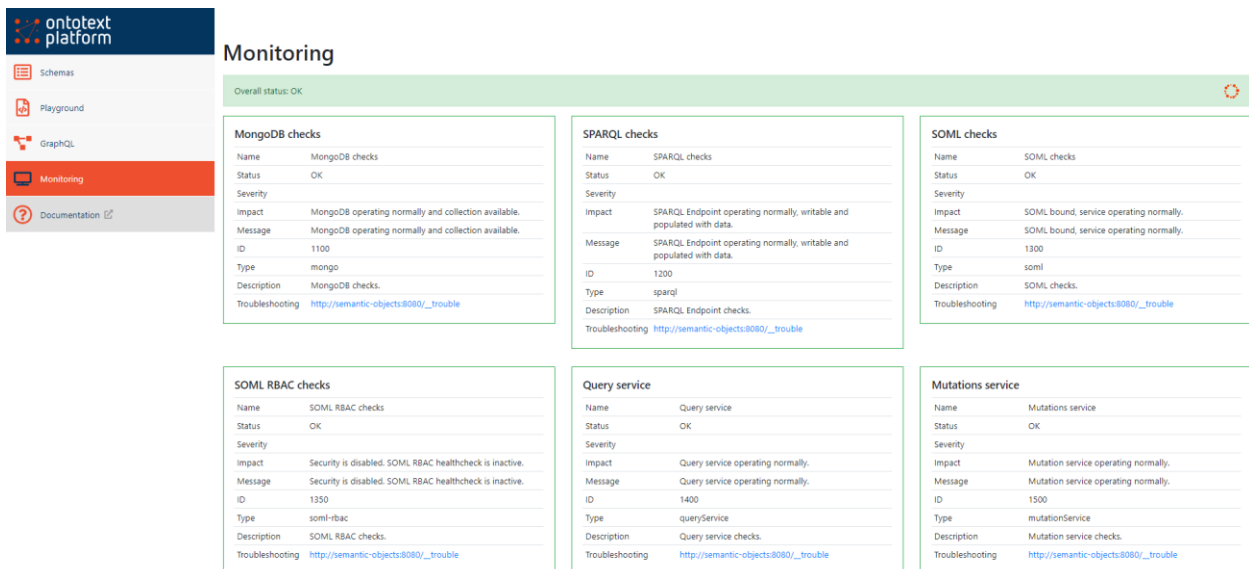 ontotext
platform
Schemas
Playground
GraphQL
Monitoring
Documentation
Monitoring
Overall status: OK
MongoDB checks
Name MongoDB checks
Status OK
Severity
Impact MongoDB operating normally and collection available.
Message MongoDB operating normally and collection available.
ID 1100
Type mongo
Description MongoDB checks.
Troubleshooting http://semantic-objects:8080/__trouble
SPARQL checks
Name SPARQL checks
Status OK
Severity
Impact SPARQL Endpoint operating normally, writable and
populated with data.
Message SPARQL Endpoint operating normally, writable and
populated with data.
ID 1200
Type sparql
Description SPARQL Endpoint checks.
Troubleshooting http://semantic-objects:8080/__trouble
SOML checks
Name SOML checks
Status OK
Severity
Impact SOML bound, service operating normally.
Message SOML bound, service operating normally.
ID 1300
Type soml
Description SOML checks.
Troubleshooting http://semantic-objects:8080/__trouble
SOML RBAC checks
Name SOML RBAC checks
Status OK
Severity
Impact Security is disabled. SOML RBAC healthcheck is inactive.
Message Security is disabled. SOML RBAC healthcheck is inactive.
ID 1350
Type soml-rbac
Description SOML RBAC checks.
Troubleshooting http://semantic-objects:8080/__trouble
Query service
Name Query service
Status OK
Severity
Impact Query service operating normally.
Message Query service operating normally.
ID 1400
Type queryService
Description Query service checks.
Troubleshooting http://semantic-objects:8080/__trouble
Mutations service
Name Mutations service
Status OK
Severity
Impact Mutation service operating normally.
Message Mutation service operating normally.
ID 1500
Type mutationService
Description Mutation service checks.
Troubleshooting http://semantic-objects:8080/__trouble